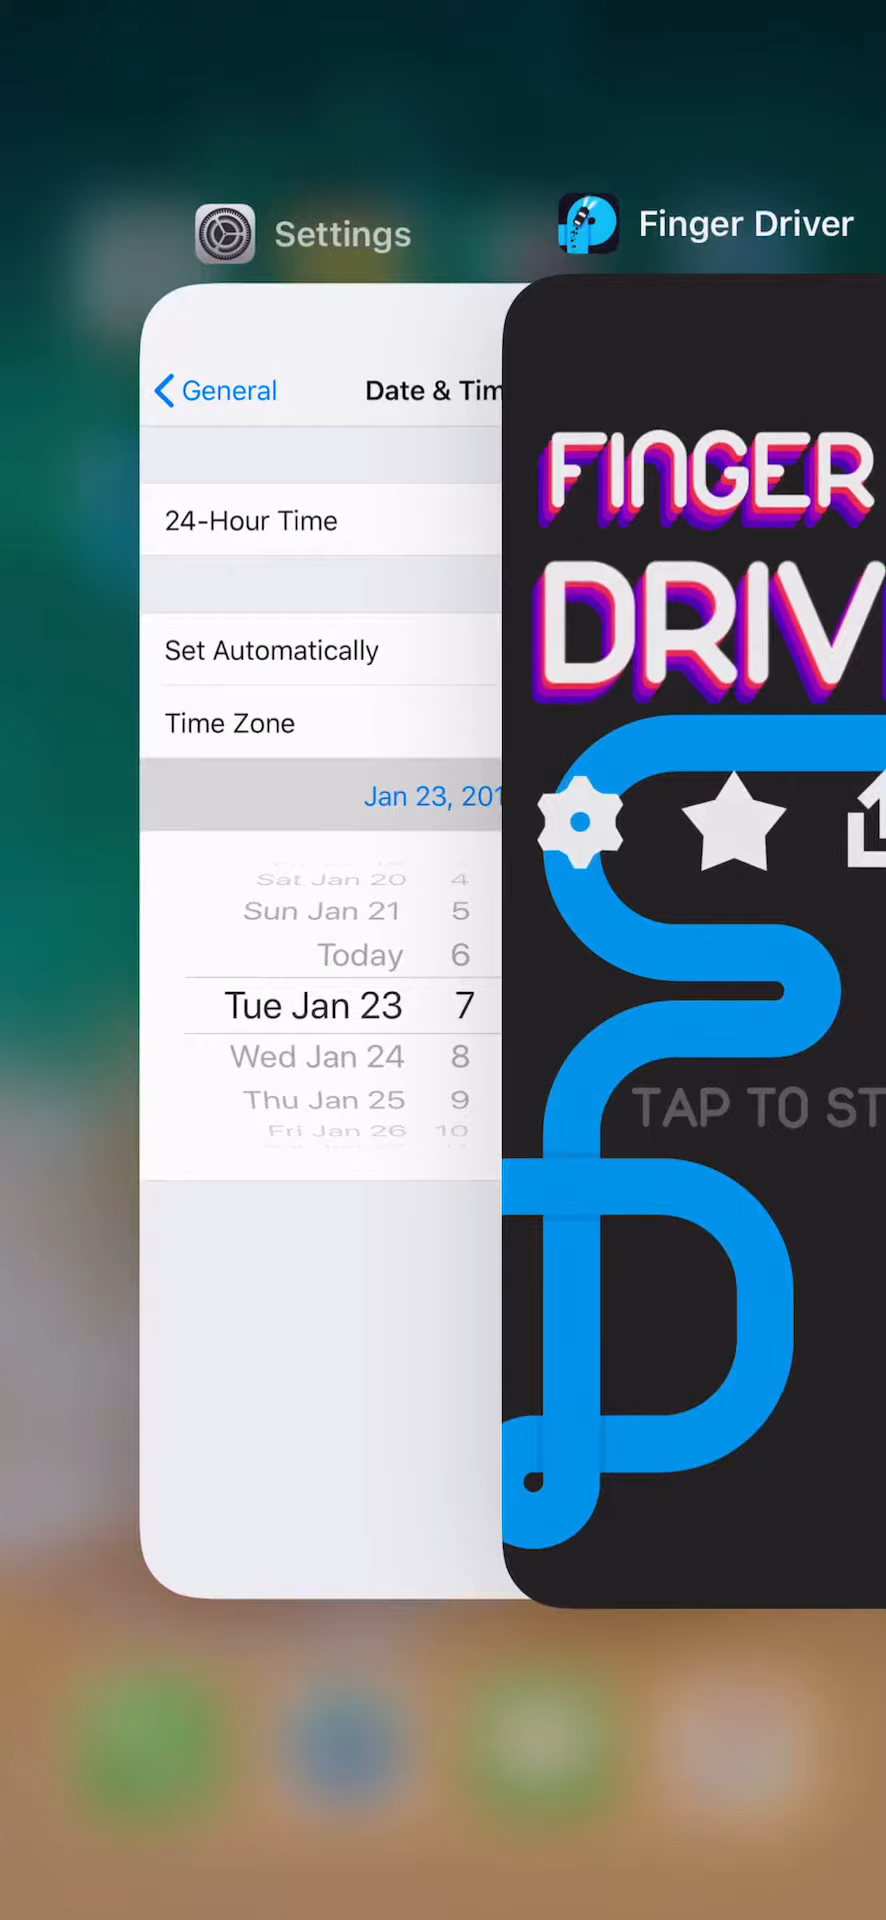 Settings
Finger Driver
General
Date & Tim
24-Hour Time
Set Automatically
Time Zone
Jan 23, 201
Sat Jan 20 4
Sun Jan 21 5
Today 6
Tue Jan 23 7
Wed Jan 24 8
Thu Jan 25 9
Fri Jan 26 10
FINGER
DRIV
TAP TO ST